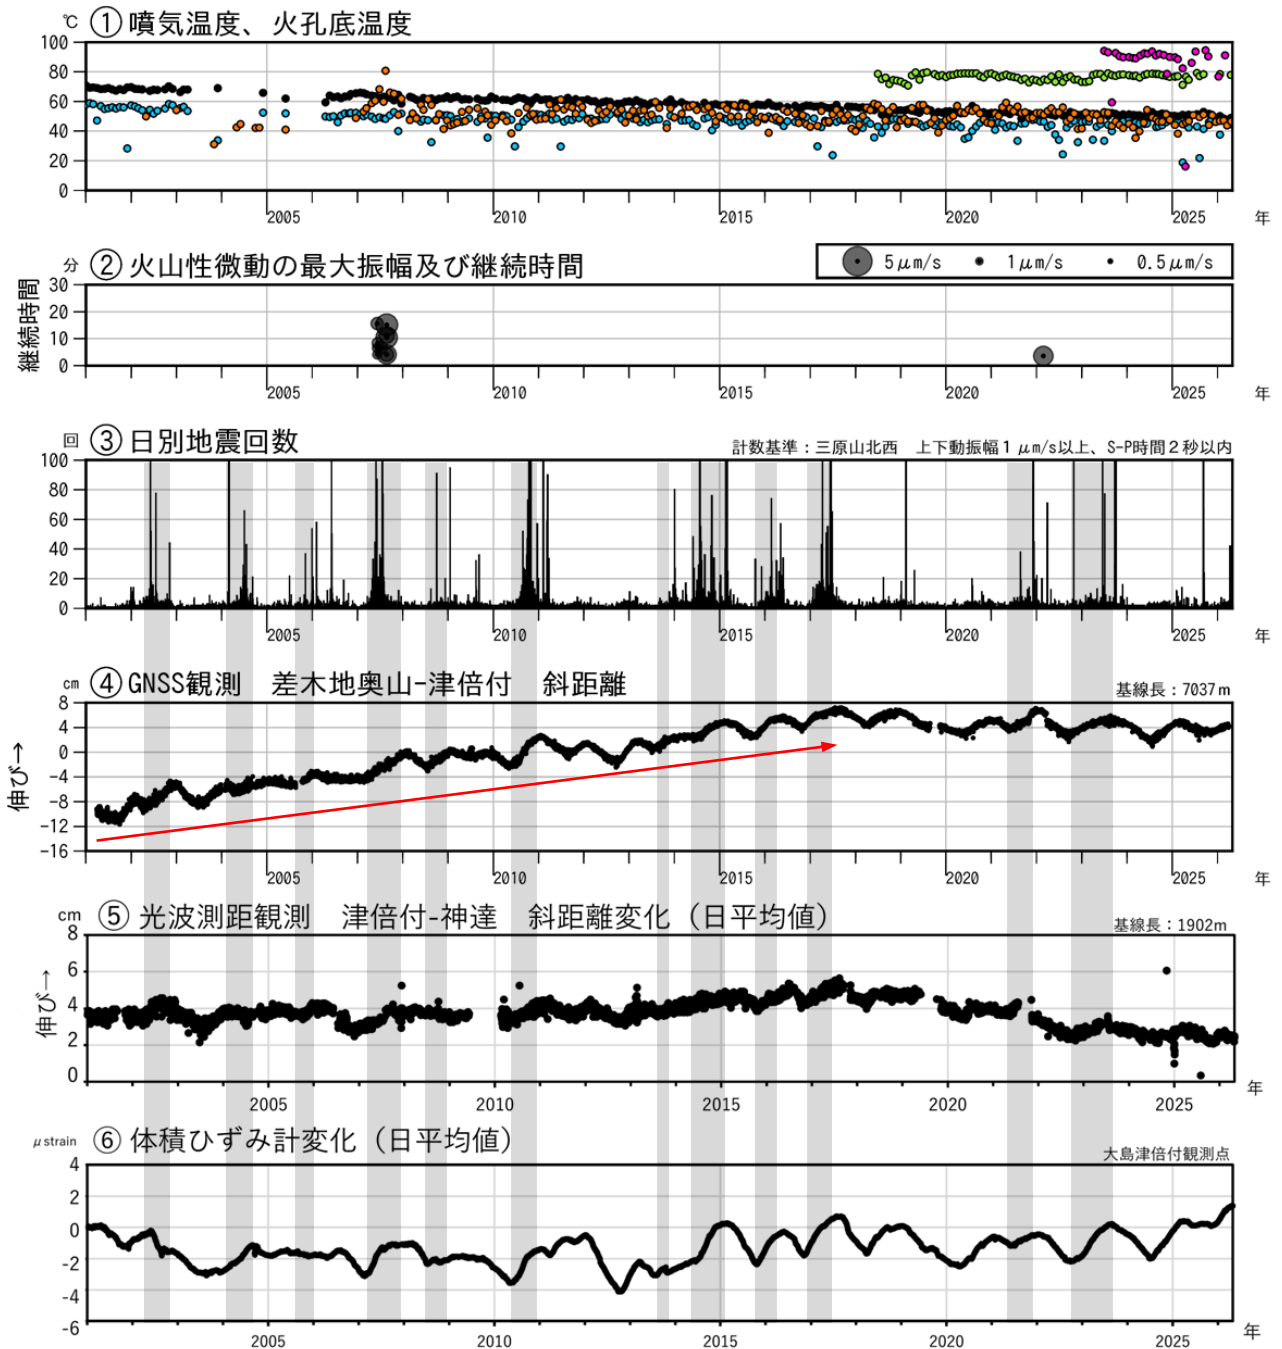 ℃ ① 噴気温度、火孔底温度
100
80
60
40
20
0
2005 2010 2015 2020 2025 年
分 ② 火山性微動の最大振幅及び継続時間
5μm/s 1μm/s 0.5μm/s
継続時間
30
20
10
0
2005 2010 2015 2020 2025 年
回 ③ 日別地震回数
計数基準：三原山北西 上下動振幅１μm/s以上、S-P時間２秒以内
100
80
60
40
20
0
2005 2010 2015 2020 2025 年
cm ④ GNSS観測 差木地奥山−津倍付 斜距離
基線長：7037m
伸び→
8
4
0
−4
−8
−12
−16
2005 2010 2015 2020 2025 年
cm ⑤ 光波測距観測 津倍付-神達 斜距離変化（日平均値）
基線長：1902m
伸び→
8
6
4
2
0
2005 2010 2015 2020 2025 年
μstrain ⑥ 体積ひずみ計変化（日平均値）
大島津倍付観測点
4
2
0
-2
-4
-6
2005 2010 2015 2020 2025 年